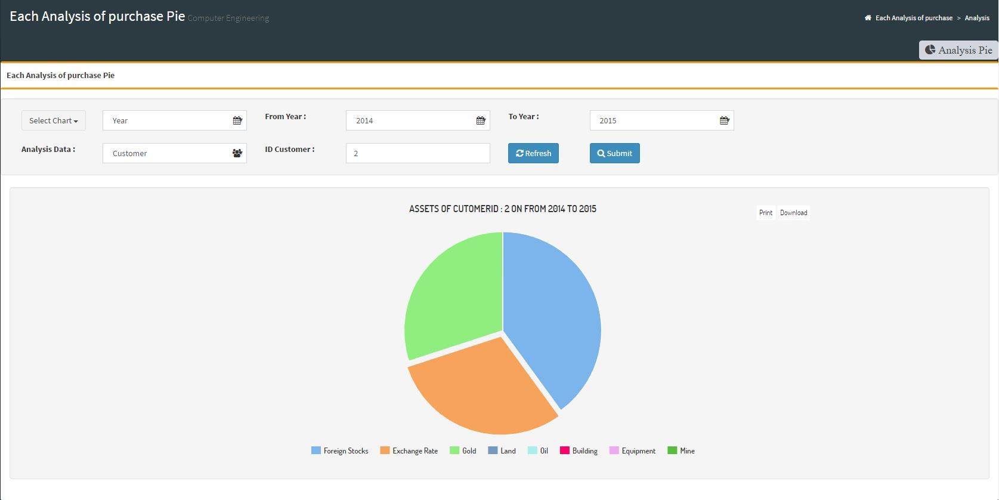 Each Analysis of purchase Pie Computer Engineering
Each Analysis of purchase > Analysis
Analysis Pie
Each Analysis of purchase Pie
Select Chart Year From Year : 2014 To Year : 2015
Analysis Data : Customer ID Customer : 2 Refresh Submit
ASSETS OF CUTOMERID : 2 ON FROM 2014 TO 2015
Print Download
Foreign Stocks Exchange Rate Gold Land Oil Building Equipment Mine